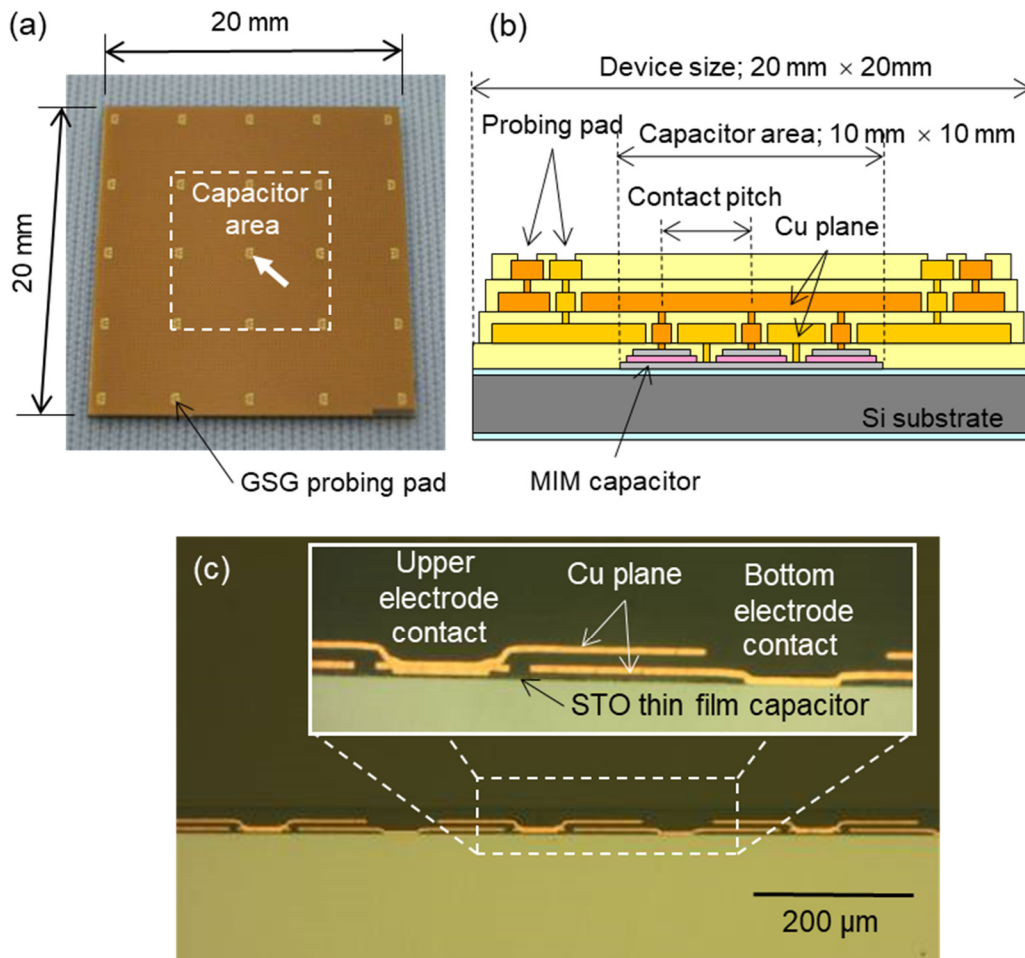 (a)
20 mm
20 mm
Capacitor
area
GSG probing pad
(b)
Device size; 20 mm × 20mm
Probing pad
Capacitor area; 10 mm × 10 mm
Contact pitch
Cu plane
Si substrate
MIM capacitor
(c)
Upper
electrode
contact
Cu plane
Bottom
electrode
contact
STO thin film capacitor
200 µm